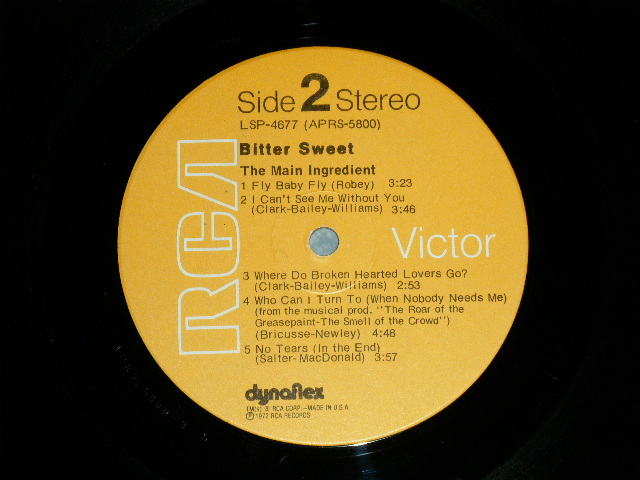 Side 2 Stereo
LSP-4677 (APRS-5800)
Bitter Sweet
The Main Ingredient
1 Fly Baby Fly (Robey) 3:23
2 I Can't See Me Without You
(Clark-Bailey-Williams) 3:46
RCA
Victor
3 Where Do Broken Hearted Lovers Go?
(Clark-Bailey-Williams) 2:53
4 Who Can I Turn To (When Nobody Needs Me)
(from the musical prod. "The Roar of the
Greasepaint-The Smell of the Crowd")
(Bricusse-Newley) 4:48
5 No Tears (In the End)
(Salter-MacDonald) 3:57
dynaflex
TM(s) ® RCA CORP.—MADE IN U.S.A.
℗ 1972 RCA RECORDS